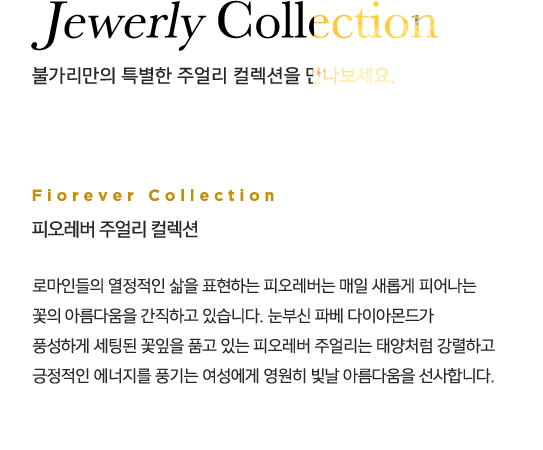 Jewerly Collection
불가리만의 특별한 주얼리 컬렉션을 만나보세요.
Fiorever Collection
피오레버 주얼리 컬렉션
로마인들의 열정적인 삶을 표현하는 피오레버는 매일 새롭게 피어나는
꽃의 아름다움을 간직하고 있습니다. 눈부신 파베 다이아몬드가
풍성하게 세팅된 꽃잎을 품고 있는 피오레버 주얼리는 태양처럼 강렬하고
긍정적인 에너지를 풍기는 여성에게 영원히 빛날 아름다움을 선사합니다.